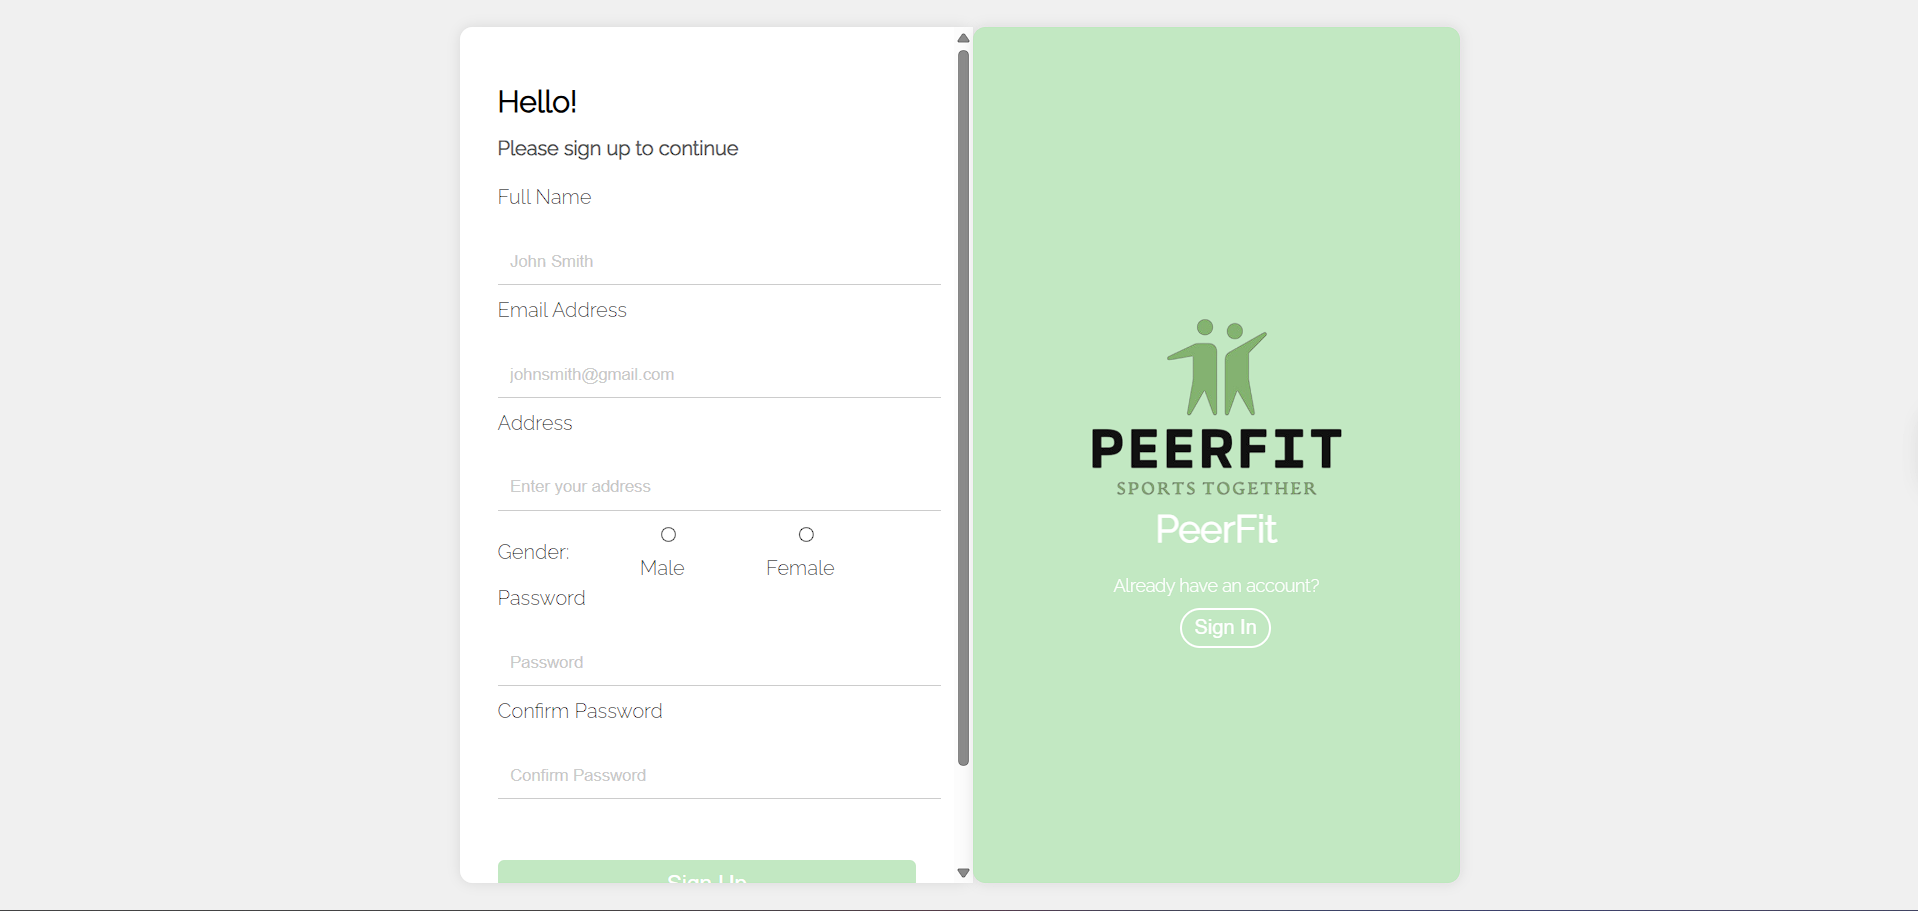 Hello!
Please sign up to continue
Full Name
John Smith
Email Address
johnsmith@gmail.com
Address
Enter your address
Gender:
Male
Female
Password
Password
Confirm Password
Confirm Password
Sign Up
PEERFIT
SPORTS TOGETHER
PeerFit
Already have an account?
Sign In